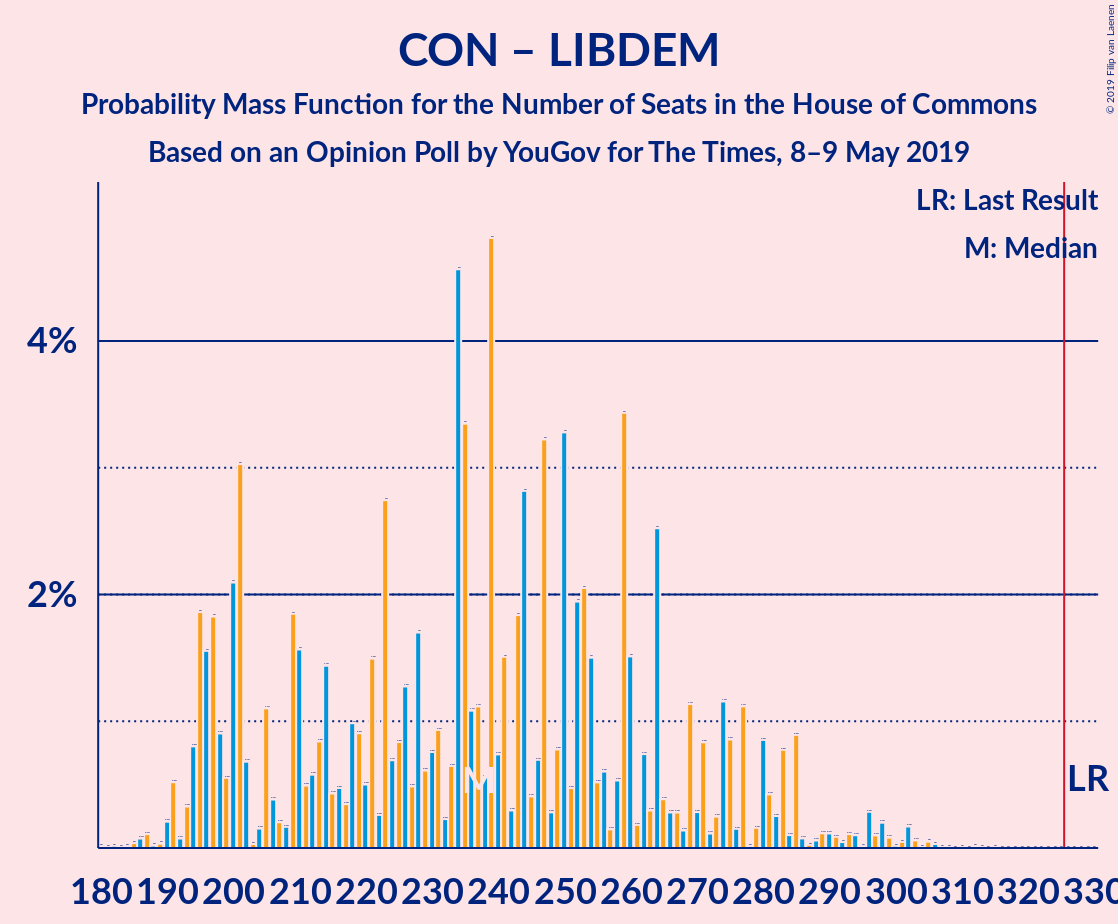 CON – LIBDEM
Probability Mass Function for the Number of Seats in the House of Commons
Based on an Opinion Poll by YouGov for The Times, 8–9 May 2019
© 2019 Filip van Laenen
LR: Last Result
M: Median
4%
2%
M
LR
180 190 200 210 220 230 240 250 260 270 280 290 300 310 320 330